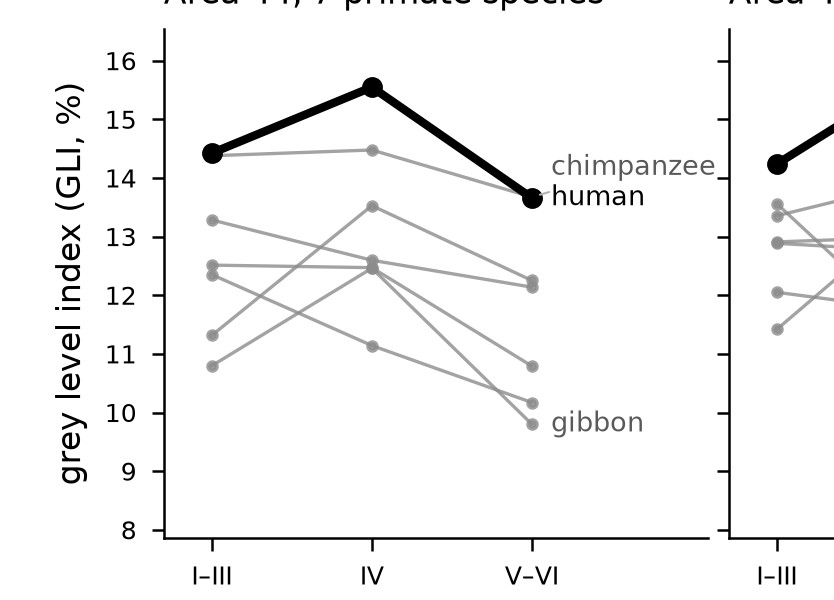 grey level index (GLI, %)
16
15
14
13
12
11
10
9
8
chimpanzee
human
gibbon
I–III
IV
V–VI
I–III